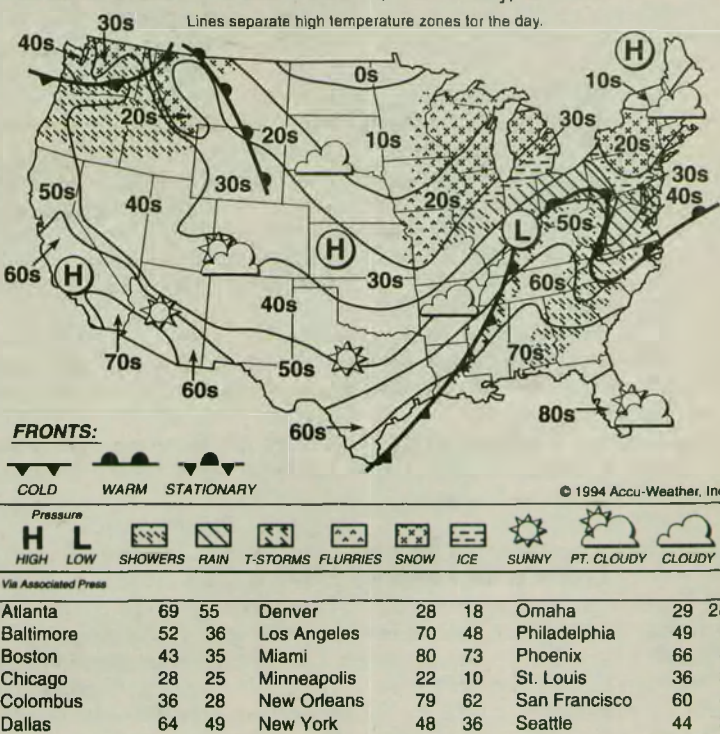 Lines separate high temperature zones for the day.
40s
30s
H
0s
10s
20s
20s
10s
30s
20s
30s
50s
40s
30s
20s
30s
40s
L
50s
H
60s
H
30s
60s
40s
70s
60s
50s
70s
60s
80s
FRONTS:
COLD WARM STATIONARY
© 1994 Accu-Weather, Inc
Pressure
H L
HIGH LOW SHOWERS RAIN T-STORMS FLURRIES SNOW ICE SUNNY PT. CLOUDY CLOUDY
Via Associated Press
Atlanta 69 55 Denver 28 18 Omaha 29
Baltimore 52 36 Los Angeles 70 48 Philadelphia 49
Boston 43 35 Miami 80 73 Phoenix 66
Chicago 28 25 Minneapolis 22 10 St. Louis 36
Colombus 36 28 New Orleans 79 62 San Francisco 60
Dallas 64 49 New York 48 36 Seattle 44